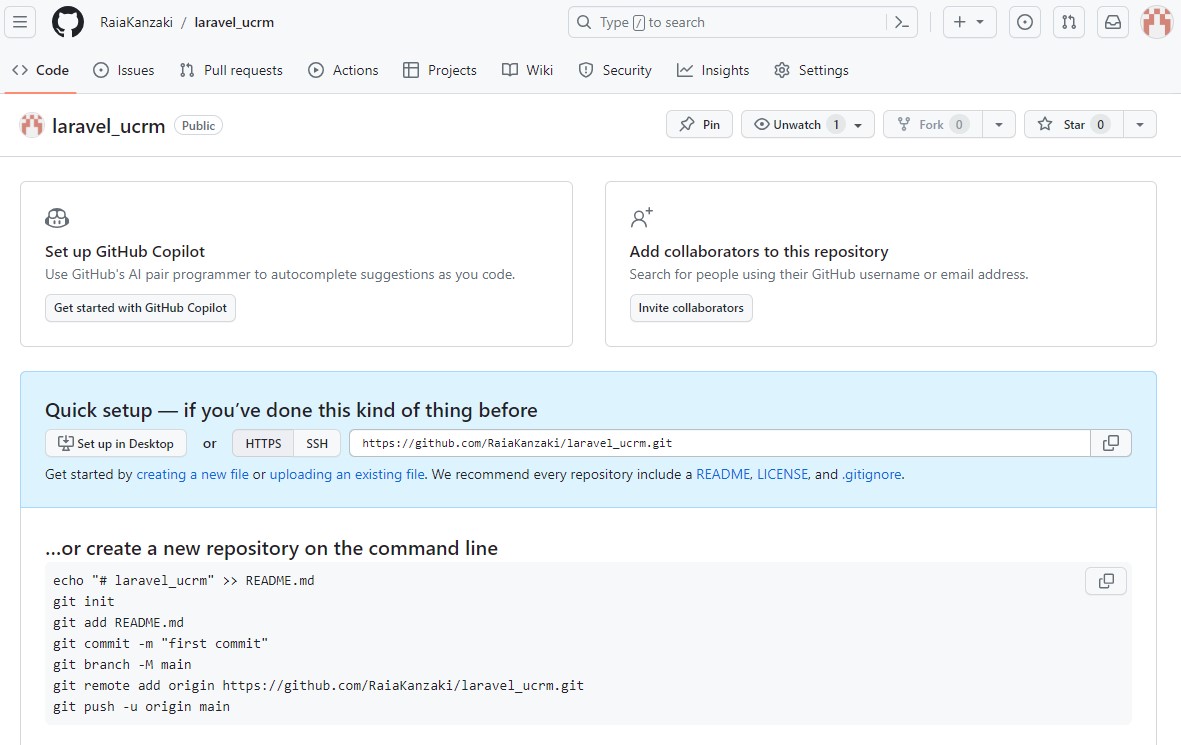 RaiaKanzaki / laravel_ucrm
Type / to search
Code Issues Pull requests Actions Projects Wiki Security Insights Settings
laravel_ucrm Public
Pin Unwatch 1 Fork 0 Star 0
Set up GitHub Copilot
Use GitHub's AI pair programmer to autocomplete suggestions as you code.
Get started with GitHub Copilot
Add collaborators to this repository
Search for people using their GitHub username or email address.
Invite collaborators
Quick setup — if you’ve done this kind of thing before
Set up in Desktop or HTTPS SSH https://github.com/RaiaKanzaki/laravel_ucrm.git
Get started by creating a new file or uploading an existing file. We recommend every repository include a README, LICENSE, and .gitignore.
…or create a new repository on the command line
echo "# laravel_ucrm" >> README.md
git init
git add README.md
git commit -m "first commit"
git branch -M main
git remote add origin https://github.com/RaiaKanzaki/laravel_ucrm.git
git push -u origin main